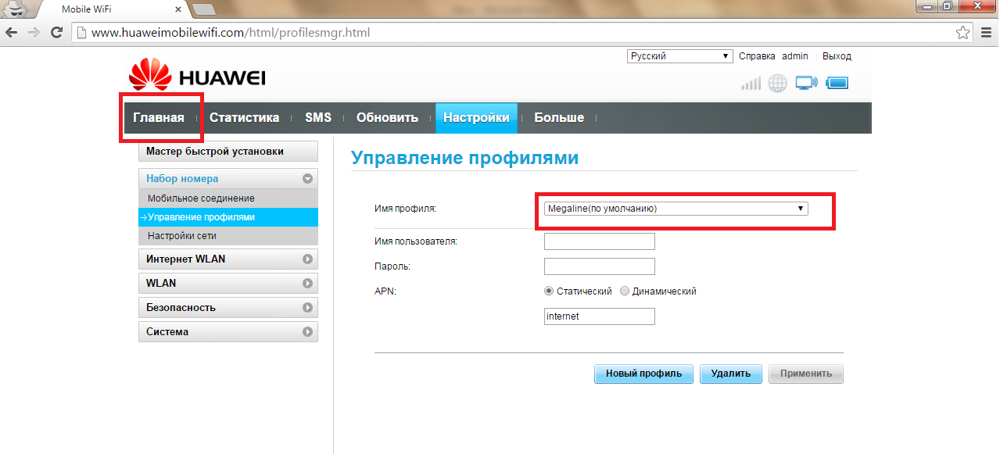 Mobile WiFi
www.huaweimobilewifi.com/html/profilesmgr.html
Русский Справка admin Выход
HUAWEI
Главная Статистика SMS Обновить Настройки Больше
Мастер быстрой установки
Набор номера
Мобильное соединение
Управление профилями
Настройки сети
Интернет WLAN
WLAN
Безопасность
Система
Управление профилями
Имя профиля: Megaline(по умолчанию)
Имя пользователя:
Пароль:
APN: Статический Динамический
internet
Новый профиль Удалить Применить